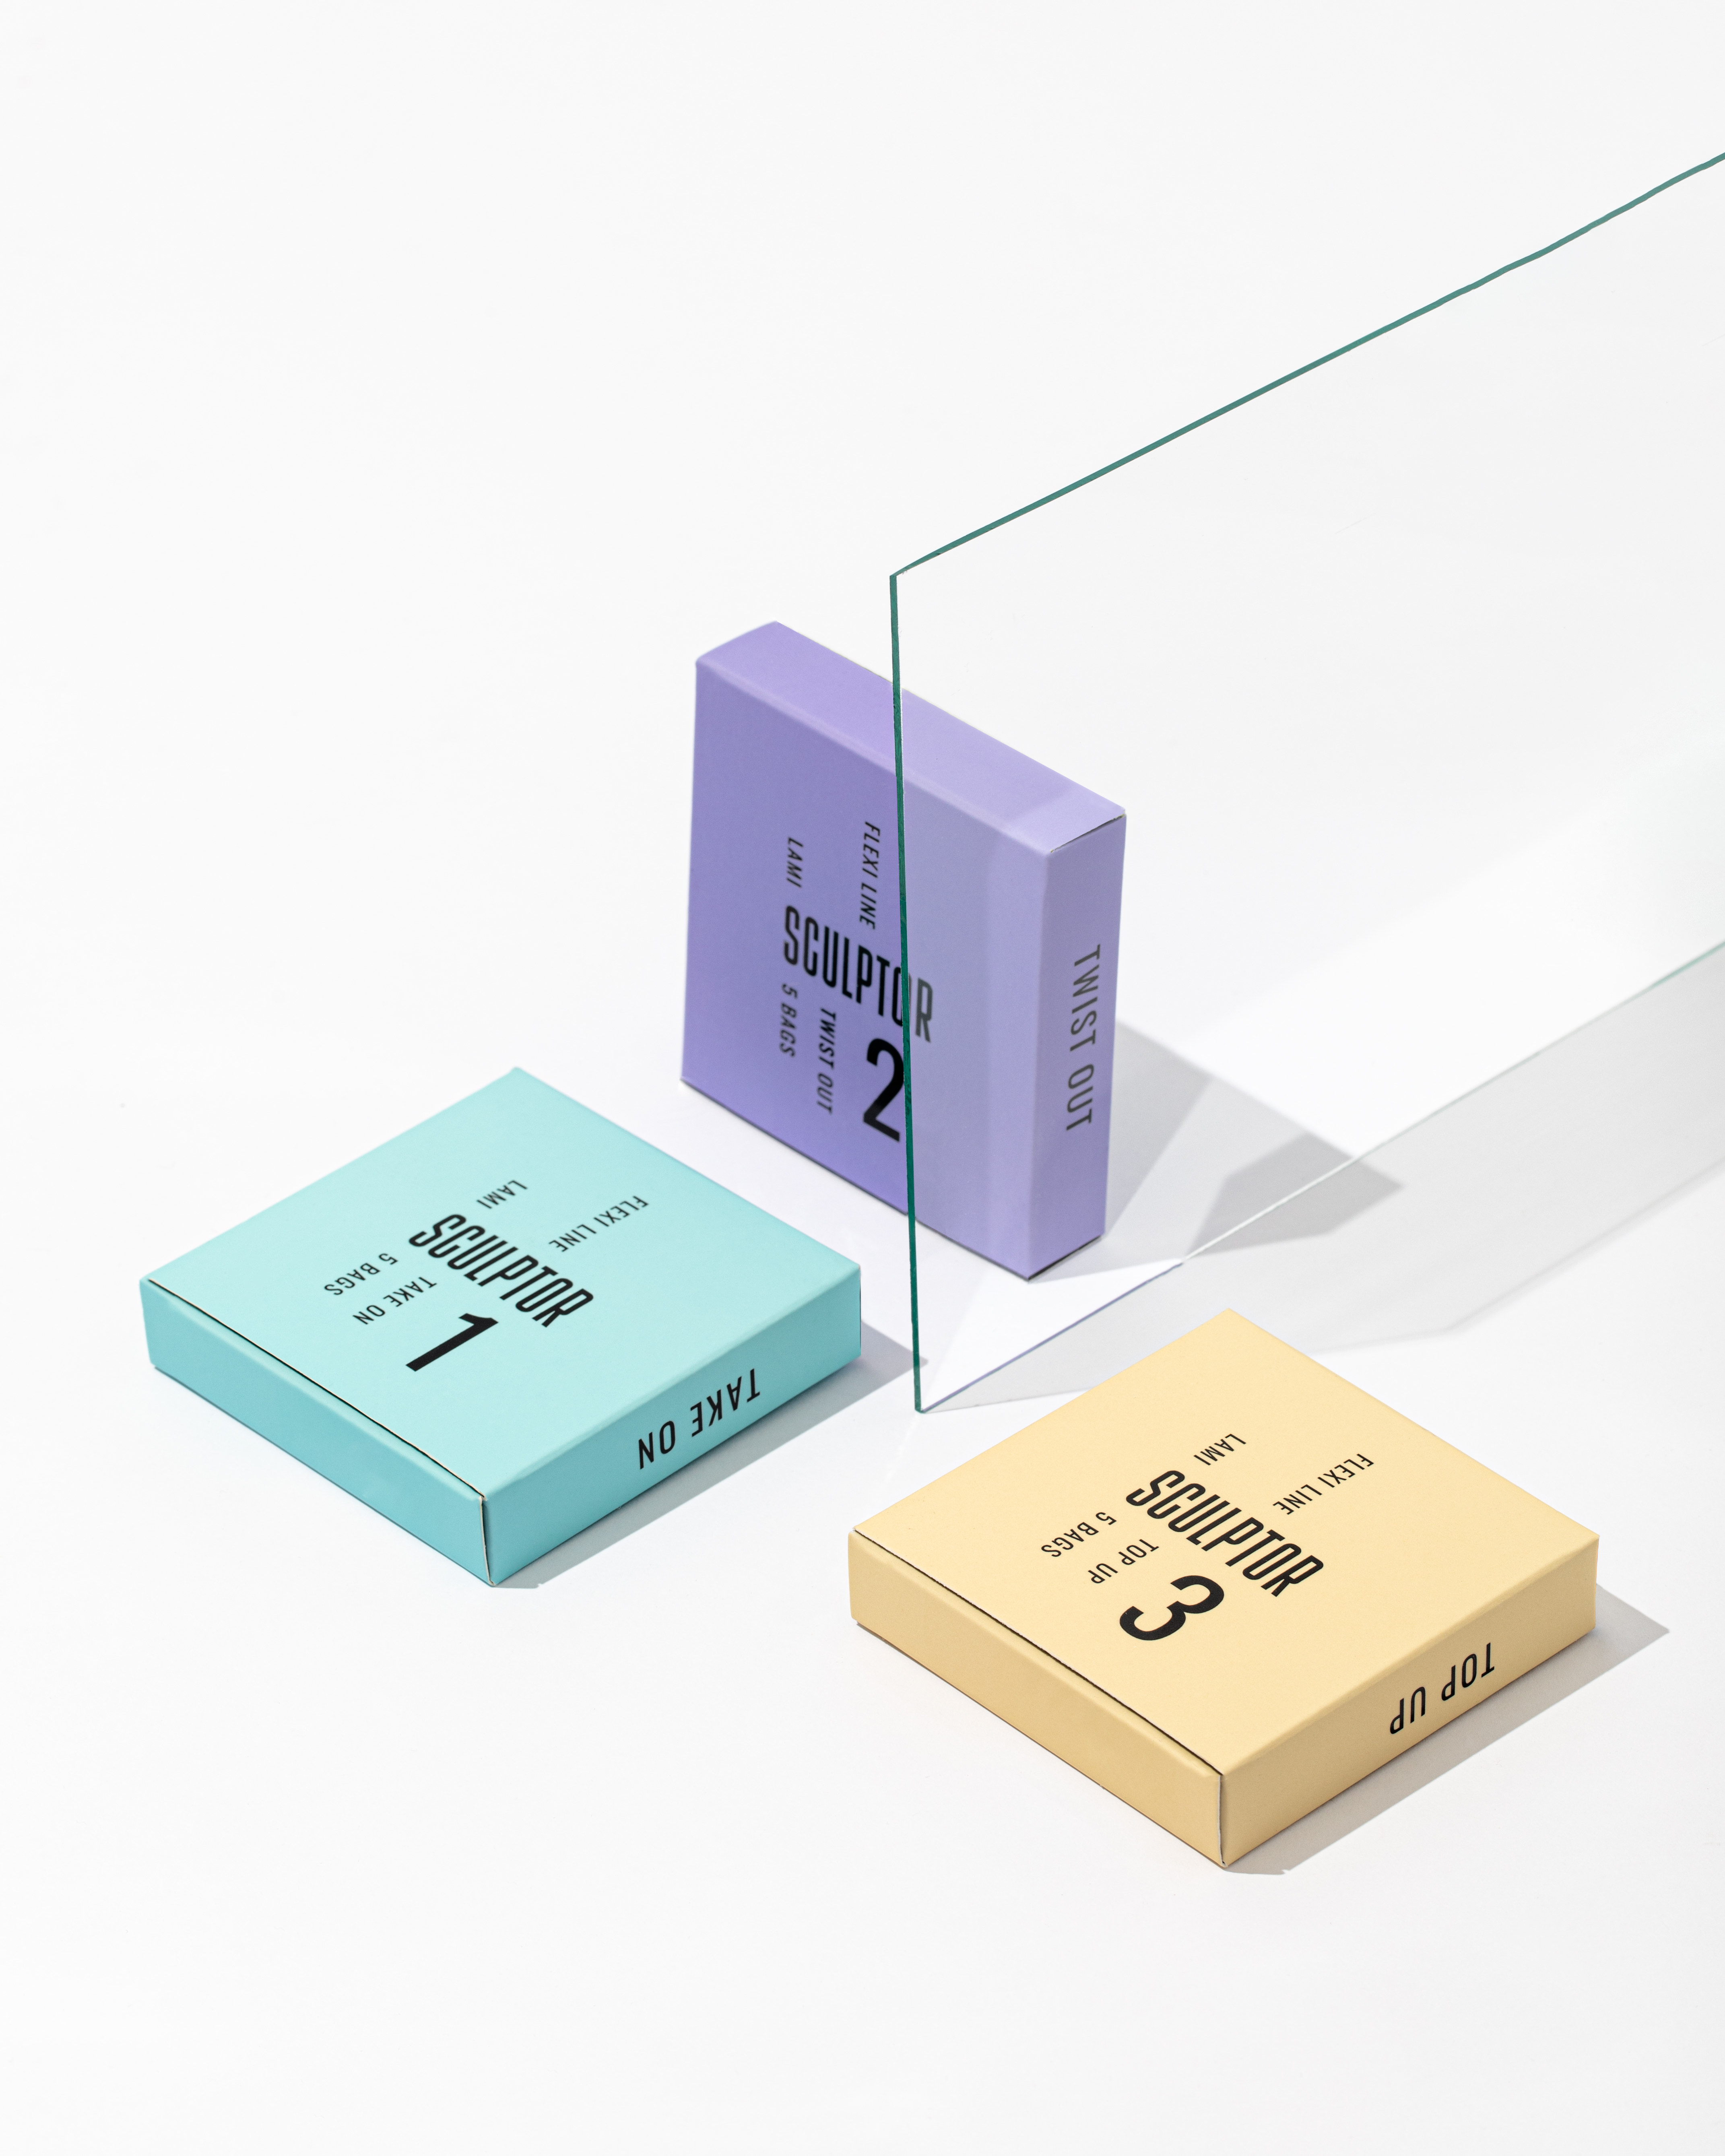 FLEXI LINE
LAMI
SCULPTOR
5 BAGS
TWIST OUT
2
TWIST OUT
FLEXI LINE
LAMI
SCULPTOR
5 BAGS
TAKE ON
1
TAKE ON
FLEXI LINE
LAMI
SCULPTOR
5 BAGS
TOP UP
3
TOP UP